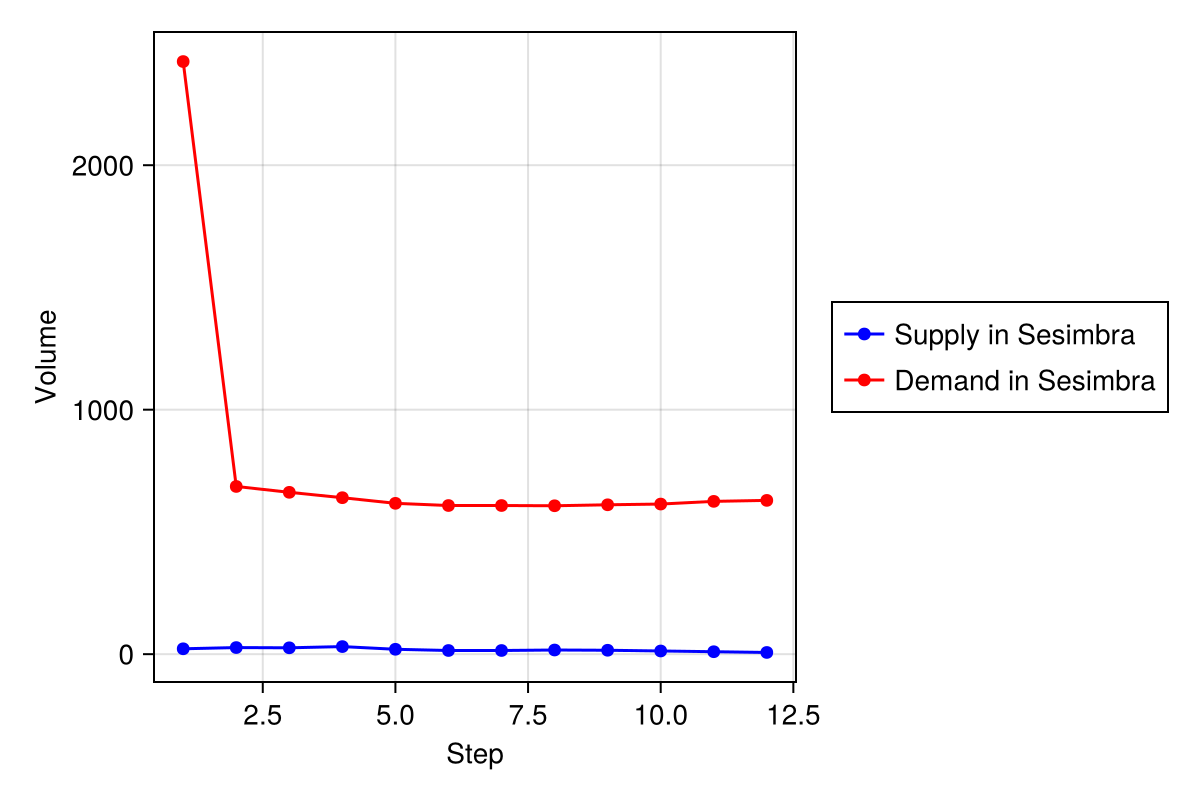 Volume
2000
1000
0
2.5 5.0 7.5 10.0 12.5
Step
Supply in Sesimbra
Demand in Sesimbra